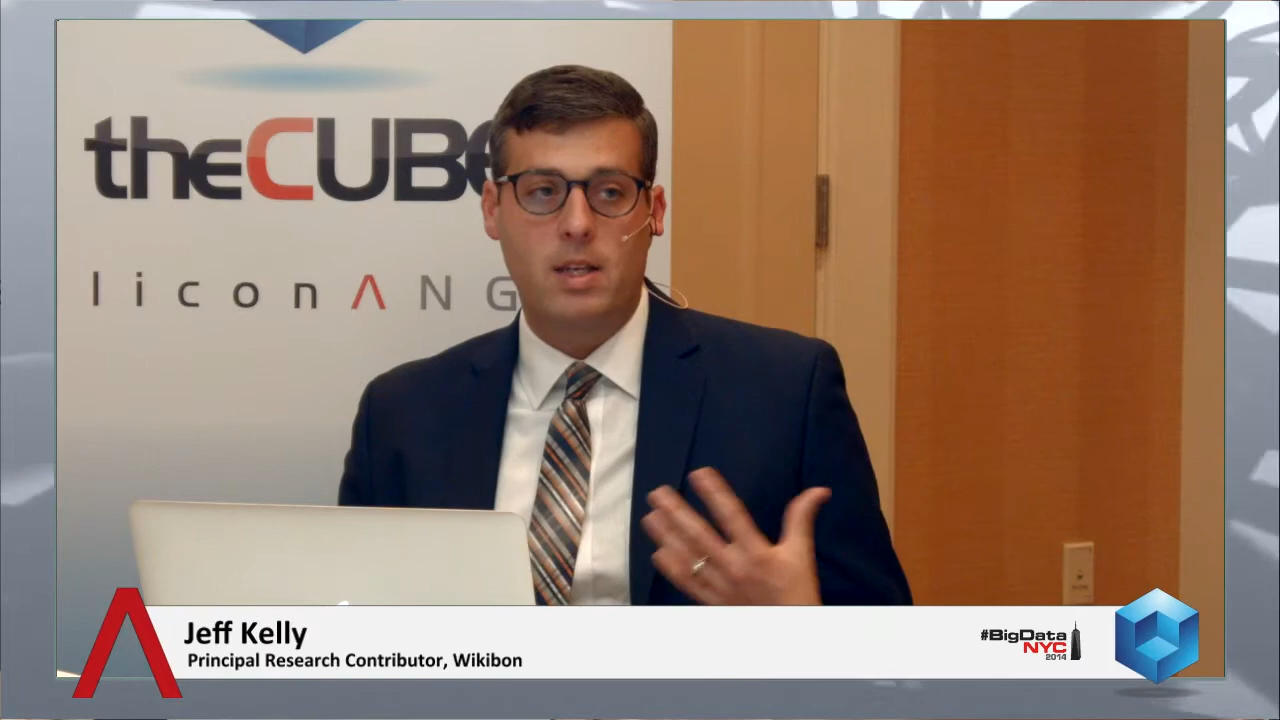 theCUBE
liconANG
Jeff Kelly
Principal Research Contributor, Wikibon
#BigData
NYC
2014